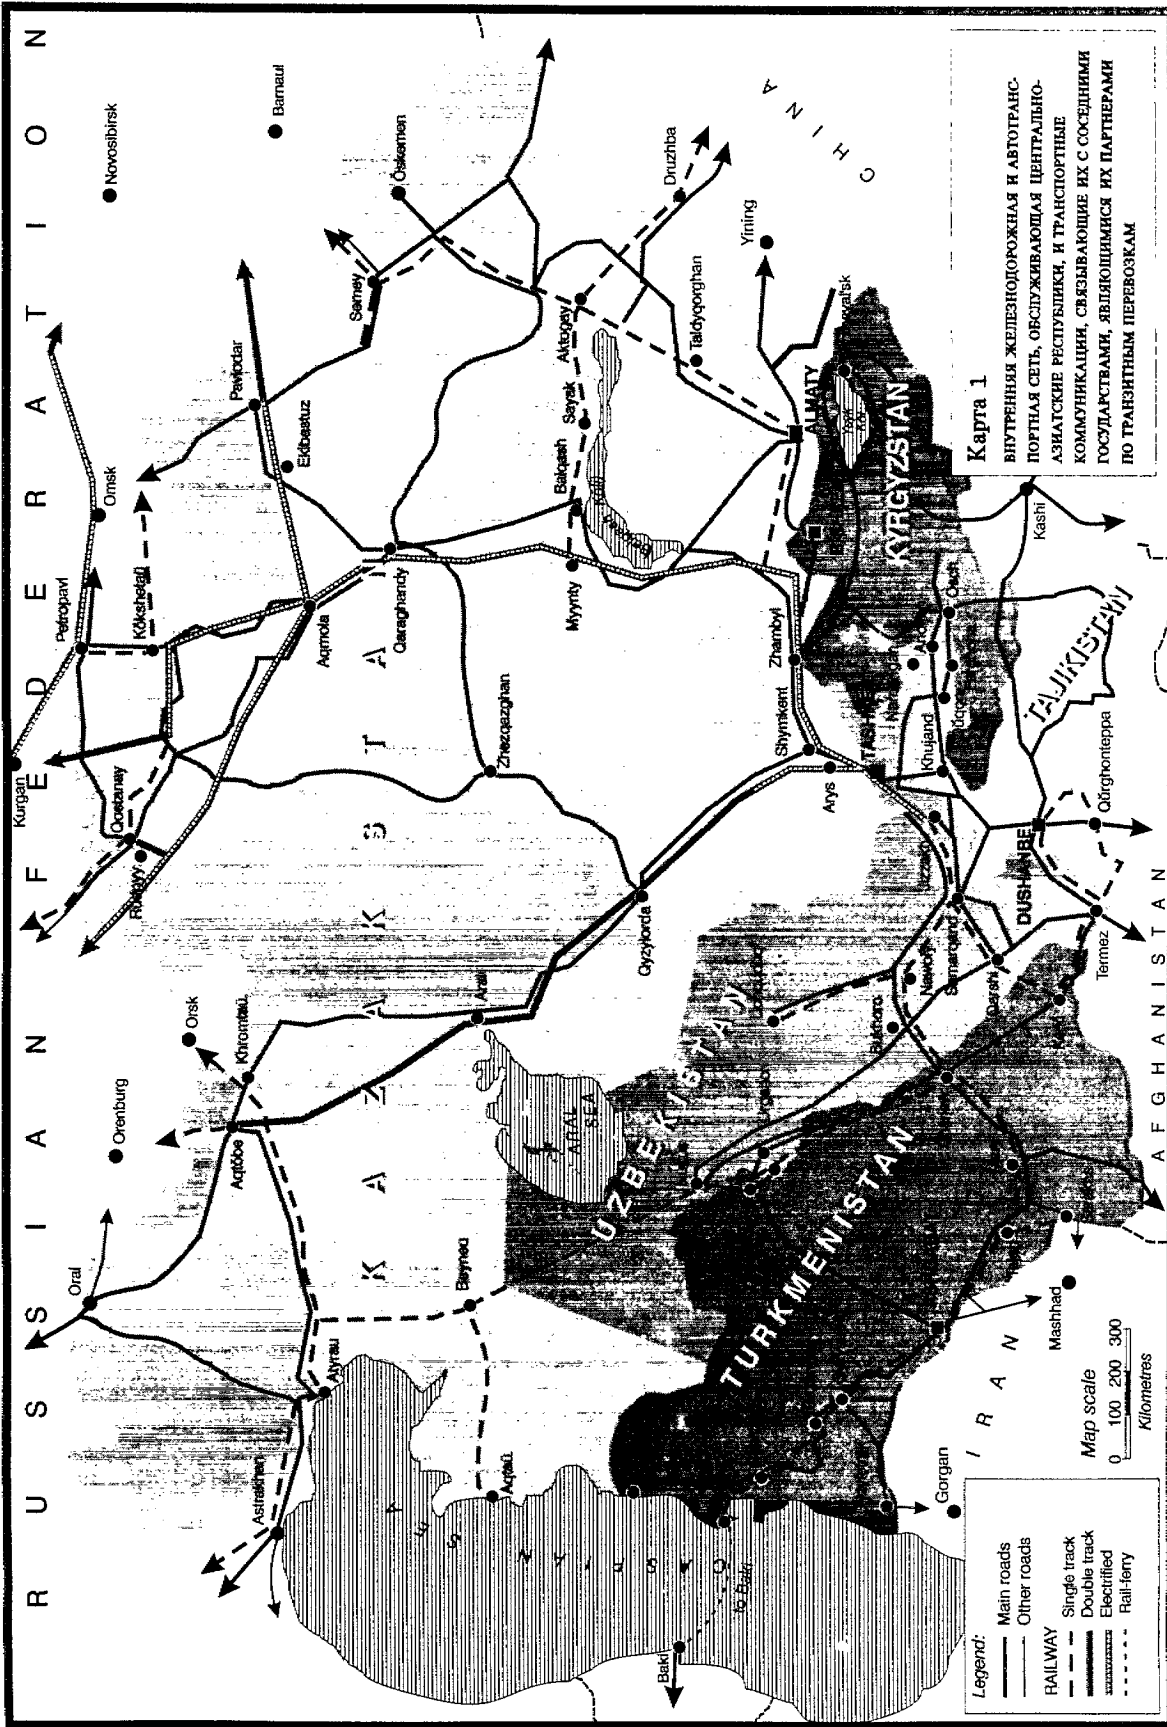 RUSSIAN FEDERATION
Novosibirsk
Barnaul
Omsk
Petropavl
Kurgan
Kökshetaū
Qostanay
Pavlodar
Ekibastuz
Semey
Öskemen
Aqmola
Qaraghandy
Orsk
Orenburg
Oral
Khromtaū
Aqtöbe
Astrakhan
Atyrau
KAZAKSTAN
Zhezqazghan
Balqash
Sayak
Aktogay
Druzhba
Myynty
Taldyqorghan
Yining
CHINA
ALMATY
Zhambyl
Shymkent
Arys
Qyzylorda
Aral
ARAL
SEA
Beyneu
Aqtaū
Baki
to Baki
UZBEKISTAN
TURKMENISTAN
KYRGYZSTAN
TAJIKISTAN
Khujand
Osh
Kashi
DUSHANBE
Qŭrghonteppa
Termez
Qarshi
Samarqand
Nawoiy
Bukhoro
AFGHANISTAN
IRAN
Mashhad
Gorgan
Map scale
0 100 200 300
Kilometres
Legend:
Main roads
Other roads
RAILWAY
Single track
Double track
Electrified
Rail-ferry
Карта 1
ВНУТРЕННЯЯ ЖЕЛЕЗНОДОРОЖНАЯ И АВТОТРАНС-
ПОРТНАЯ СЕТЬ, ОБСЛУЖИВАЮЩАЯ ЦЕНТРАЛЬНО-
АЗИАТСКИЕ РЕСПУБЛИКИ, И ТРАНСПОРТНЫЕ
КОММУНИКАЦИИ, СВЯЗЫВАЮЩИЕ ИХ С СОСЕДНИМИ
ГОСУДАРСТВАМИ, ЯВЛЯЮЩИМИСЯ ИХ ПАРТНЕРАМИ
ПО ТРАНЗИТНЫМ ПЕРЕВОЗКАМ